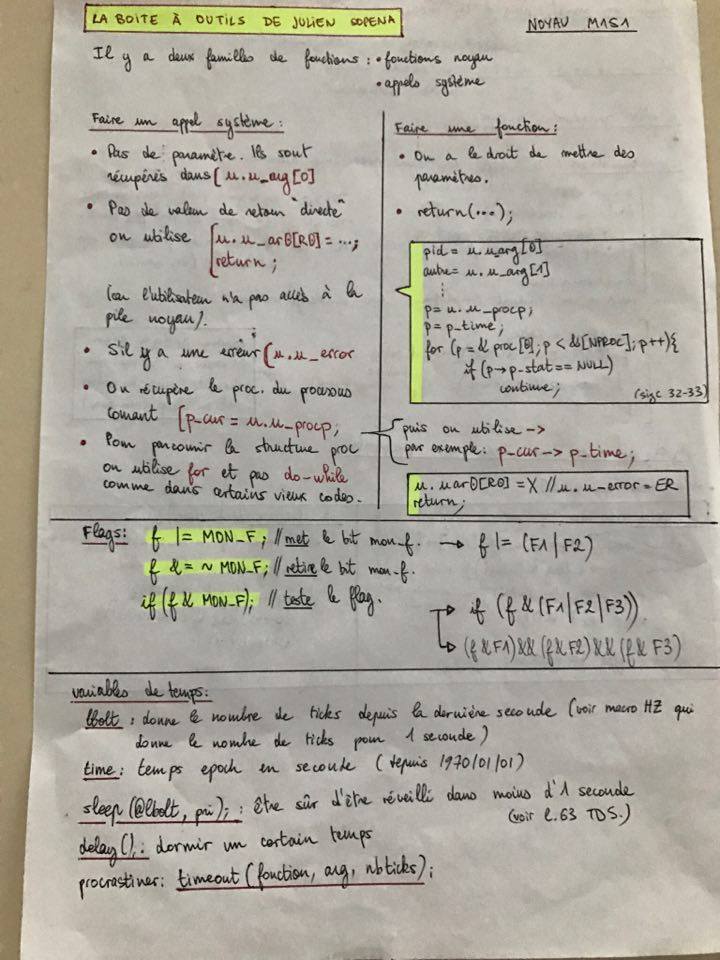 LA BOITE À OUTILS DE JULIEN SOPENA
NOYAU M1S1
Il y a deux familles de fonctions : • fonctions noyau
• appels système
Faire un appel système :
• Pas de paramètre. Ils sont
récupérés dans [ u.u_arg[0]
• Pas de valeur de retour "directe"
on utilise [ u.u_ar0[R0] = ...;
return ;
(car l'utilisateur n'a pas accès à la
pile noyau).
• S'il y a une erreur [ u.u_error
• On récupère le proc. du processus
courant [ p_cur = u.u_procp;
• Pour parcourir la structure proc
on utilise for et pas do-while
comme dans certains vieux codes.
Faire une fonction :
• On a le droit de mettre des
paramètres.
• return(...);
pid = u.u_arg[0]
autre = u.u_arg[1]
⋮
p = u.u_procp;
p = p_time;
for (p = & proc[0]; p < &&[NPROC]; p++){
if (p→p_stat == NULL)
continue;
(sigc 32-33)
puis on utilise ->
par exemple: p_cur -> p_time;
u.uar0[R0] = X // u.u-error = ER
return;
Flags: f |= MON_F; // met le bit mon_f. → f |= (F1 | F2)
f &= ~ MON_F; // retire le bit mon_f.
if (f & MON_F); // teste le flag.
→ if (f & (F1 | F2 | F3))
↳ (f & F1) && (f & F2) && (f & F3)
variables de temps:
lbolt : donne le nombre de ticks depuis la dernière seconde (voir macro HZ qui
donne le nombre de ticks pour 1 seconde)
time : temps epoch en seconde (depuis 1970/01/01)
sleep (@lbolt, pri); : être sûr d'être réveillé dans moins d'1 seconde
(voir l.63 TD5.)
delay(); : dormir un certain temps
procrastiner: timeout (fonction, arg, nbticks);